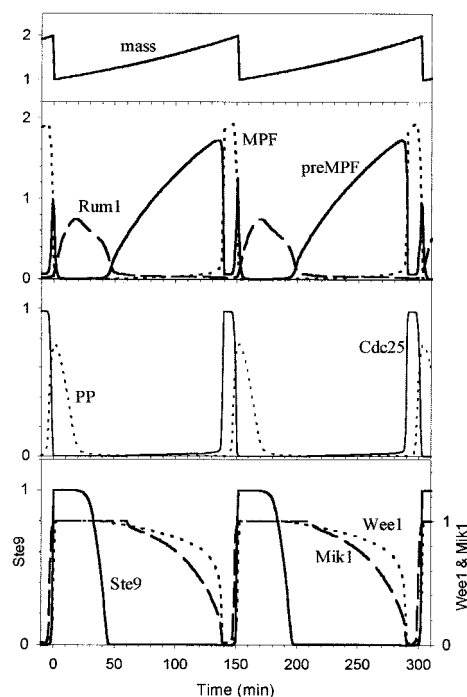 2
mass
1
2
MPF
preMPF
Rum1
1
0
1
Cdc25
PP
0
1
Wee1
Mik1
Ste9
1
0
0
Ste9
Wee1 & Mik1
0 50 100 150 200 250 300
Time (min)